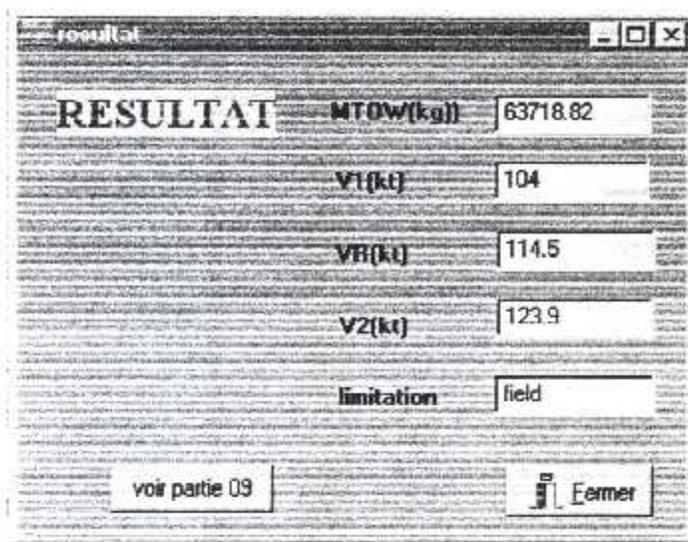 resultat
RESULTAT
MTOW(kg))
63718.82
V1(kt)
104
VR(kt)
114.5
V2(kt)
123.9
limitation
field
voir partie 09
Fermer